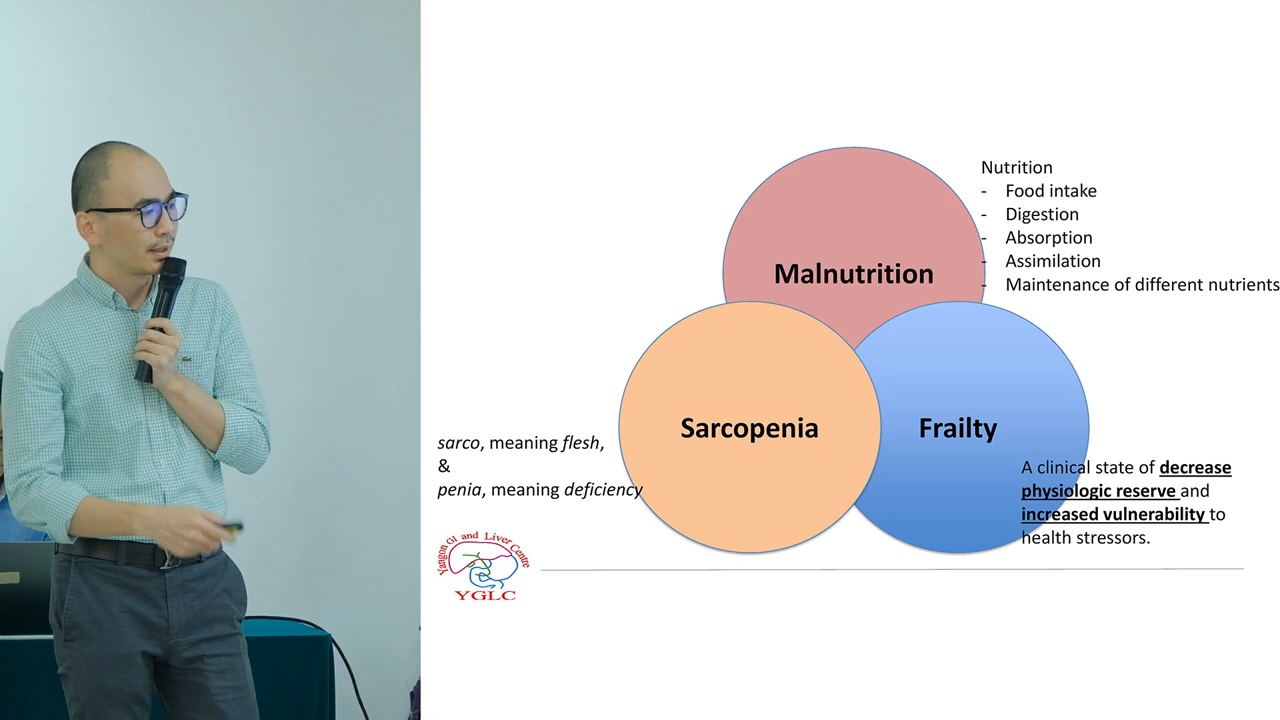 Nutrition
- Food intake
- Digestion
- Absorption
- Assimilation
- Maintenance of different nutrients
Malnutrition
Sarcopenia
Frailty
sarco, meaning flesh,
&
penia, meaning deficiency
A clinical state of decrease
physiologic reserve and
increased vulnerability to
health stressors.
Yangon GI and Liver Centre
YGLC